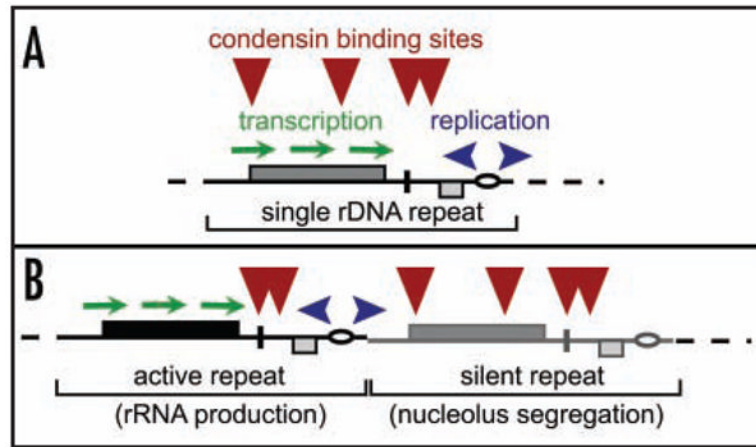 A
condensin binding sites
transcription replication
single rDNA repeat
B
active repeat silent repeat
(rRNA production) (nucleolus segregation)